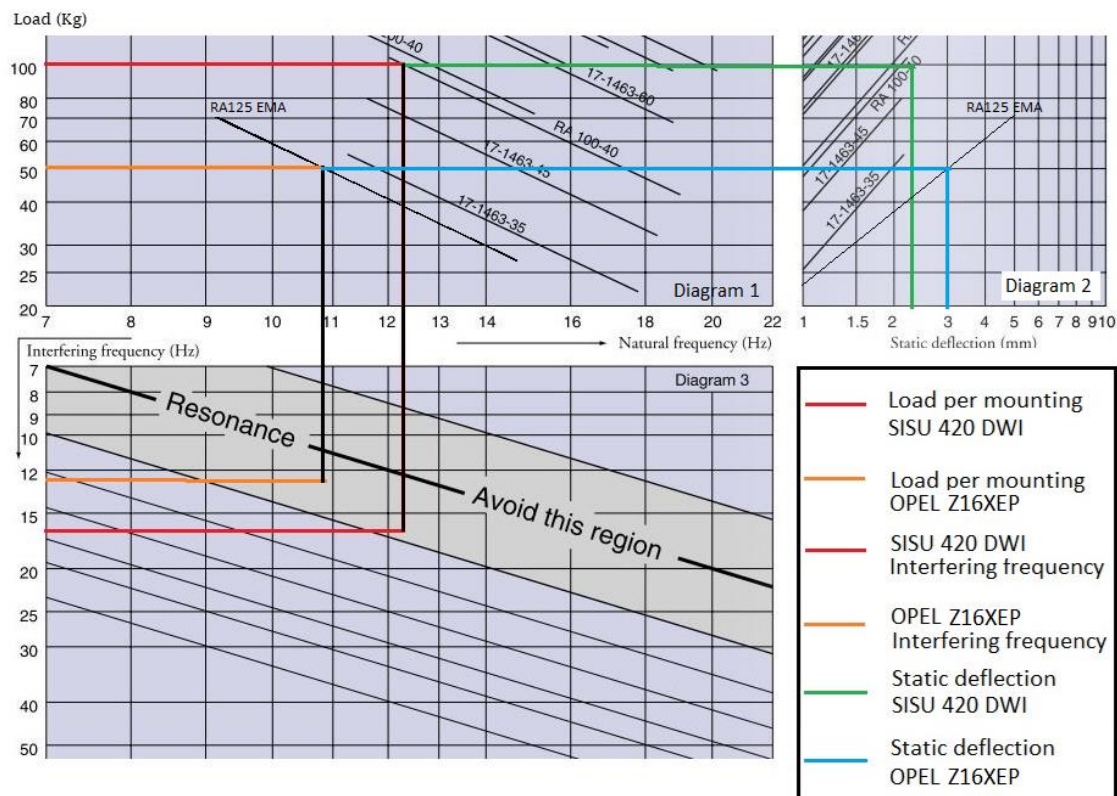 Load (Kg)
100
80
70
60
50
40
30
25
20
100-40
17-1463-60
RA125 EMA
RA 100-40
17-1463-45
17-1463-35
Diagram 1
7 8 9 10 11 12 13 14 16 18 20 22
RA 100-40
RA125 EMA
17-1463-45
17-1463-35
Diagram 2
1 1.5 2 3 4 5 6 7 8 9 10
Interfering frequency (Hz)
Natural frequency (Hz)
Static deflection (mm)
7
8
9
10
12
15
20
25
30
40
50
Diagram 3
Resonance
Avoid this region
Load per mounting
SISU 420 DWI
Load per mounting
OPEL Z16XEP
SISU 420 DWI
Interfering frequency
OPEL Z16XEP
Interfering frequency
Static deflection
SISU 420 DWI
Static deflection
OPEL Z16XEP